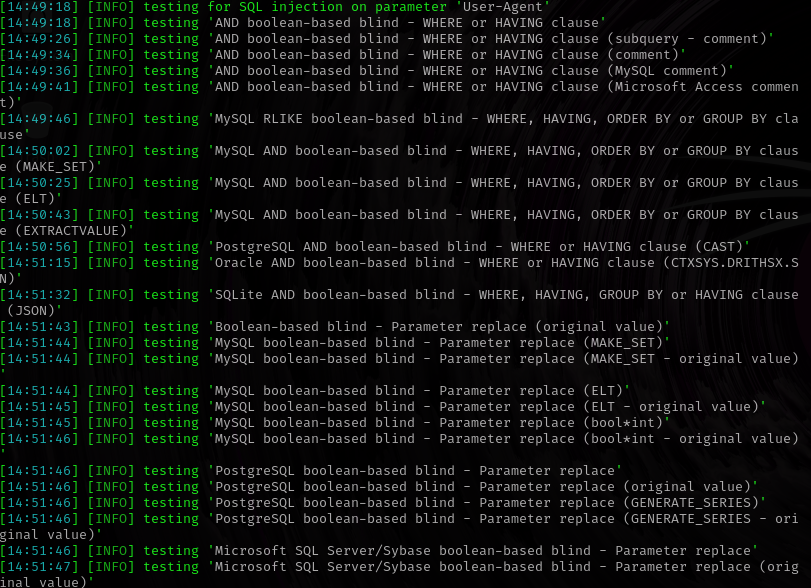 [14:49:18] [INFO] testing for SQL injection on parameter 'User-Agent'
[14:49:18] [INFO] testing 'AND boolean-based blind - WHERE or HAVING clause'
[14:49:26] [INFO] testing 'AND boolean-based blind - WHERE or HAVING clause (subquery - comment)'
[14:49:34] [INFO] testing 'AND boolean-based blind - WHERE or HAVING clause (comment)'
[14:49:36] [INFO] testing 'AND boolean-based blind - WHERE or HAVING clause (MySQL comment)'
[14:49:41] [INFO] testing 'AND boolean-based blind - WHERE or HAVING clause (Microsoft Access commen
t)'
[14:49:46] [INFO] testing 'MySQL RLIKE boolean-based blind - WHERE, HAVING, ORDER BY or GROUP BY cla
use'
[14:50:02] [INFO] testing 'MySQL AND boolean-based blind - WHERE, HAVING, ORDER BY or GROUP BY claus
e (MAKE_SET)'
[14:50:25] [INFO] testing 'MySQL AND boolean-based blind - WHERE, HAVING, ORDER BY or GROUP BY claus
e (ELT)'
[14:50:43] [INFO] testing 'MySQL AND boolean-based blind - WHERE, HAVING, ORDER BY or GROUP BY claus
e (EXTRACTVALUE)'
[14:50:56] [INFO] testing 'PostgreSQL AND boolean-based blind - WHERE or HAVING clause (CAST)'
[14:51:15] [INFO] testing 'Oracle AND boolean-based blind - WHERE or HAVING clause (CTXSYS.DRITHSX.S
N)'
[14:51:32] [INFO] testing 'SQLite AND boolean-based blind - WHERE, HAVING, GROUP BY or HAVING clause
 (JSON)'
[14:51:43] [INFO] testing 'Boolean-based blind - Parameter replace (original value)'
[14:51:44] [INFO] testing 'MySQL boolean-based blind - Parameter replace (MAKE_SET)'
[14:51:44] [INFO] testing 'MySQL boolean-based blind - Parameter replace (MAKE_SET - original value)
'
[14:51:44] [INFO] testing 'MySQL boolean-based blind - Parameter replace (ELT)'
[14:51:45] [INFO] testing 'MySQL boolean-based blind - Parameter replace (ELT - original value)'
[14:51:45] [INFO] testing 'MySQL boolean-based blind - Parameter replace (bool*int)'
[14:51:46] [INFO] testing 'MySQL boolean-based blind - Parameter replace (bool*int - original value)
'
[14:51:46] [INFO] testing 'PostgreSQL boolean-based blind - Parameter replace'
[14:51:46] [INFO] testing 'PostgreSQL boolean-based blind - Parameter replace (original value)'
[14:51:46] [INFO] testing 'PostgreSQL boolean-based blind - Parameter replace (GENERATE_SERIES)'
[14:51:46] [INFO] testing 'PostgreSQL boolean-based blind - Parameter replace (GENERATE_SERIES - ori
ginal value)'
[14:51:46] [INFO] testing 'Microsoft SQL Server/Sybase boolean-based blind - Parameter replace'
[14:51:47] [INFO] testing 'Microsoft SQL Server/Sybase boolean-based blind - Parameter replace (orig
inal value)'